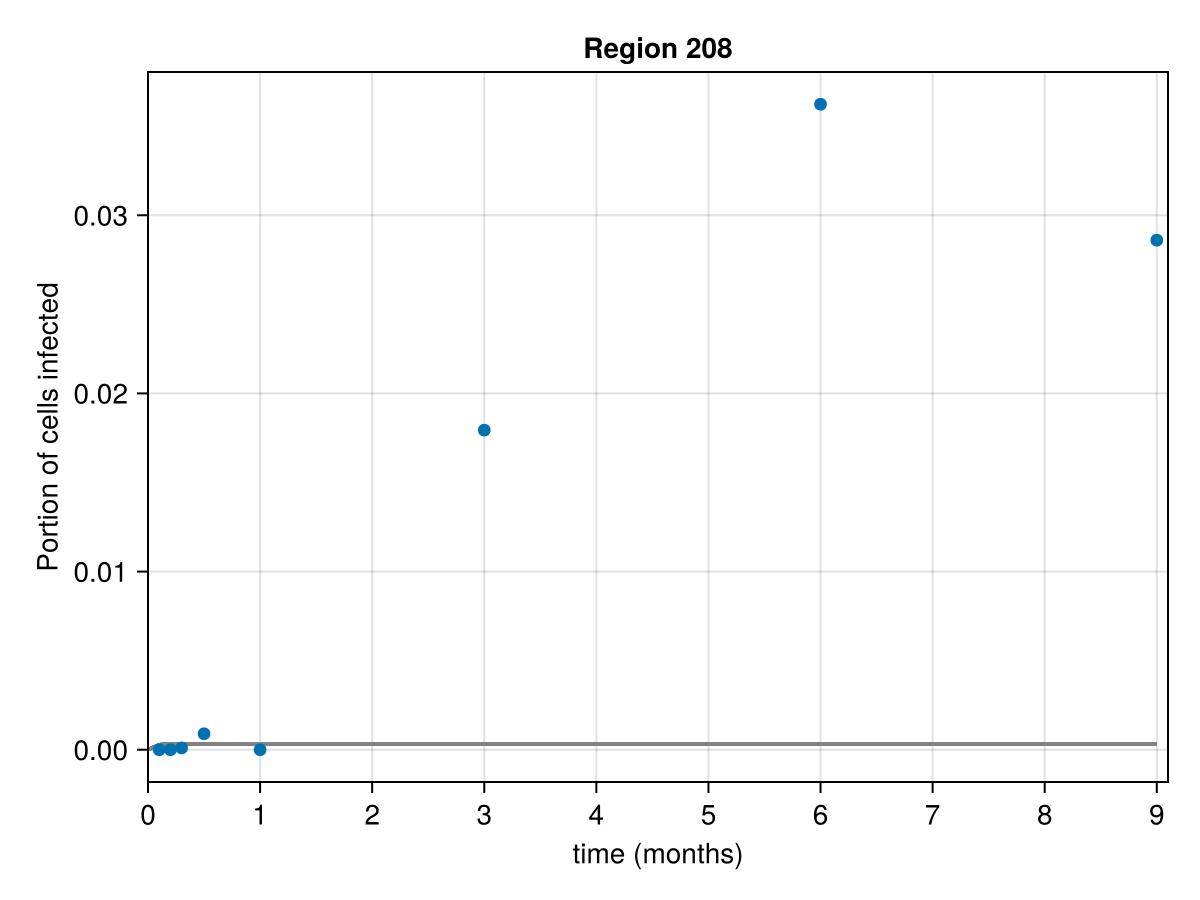 Region 208
Portion of cells infected
0.03
0.02
0.01
0.00
0 1 2 3 4 5 6 7 8 9
time (months)